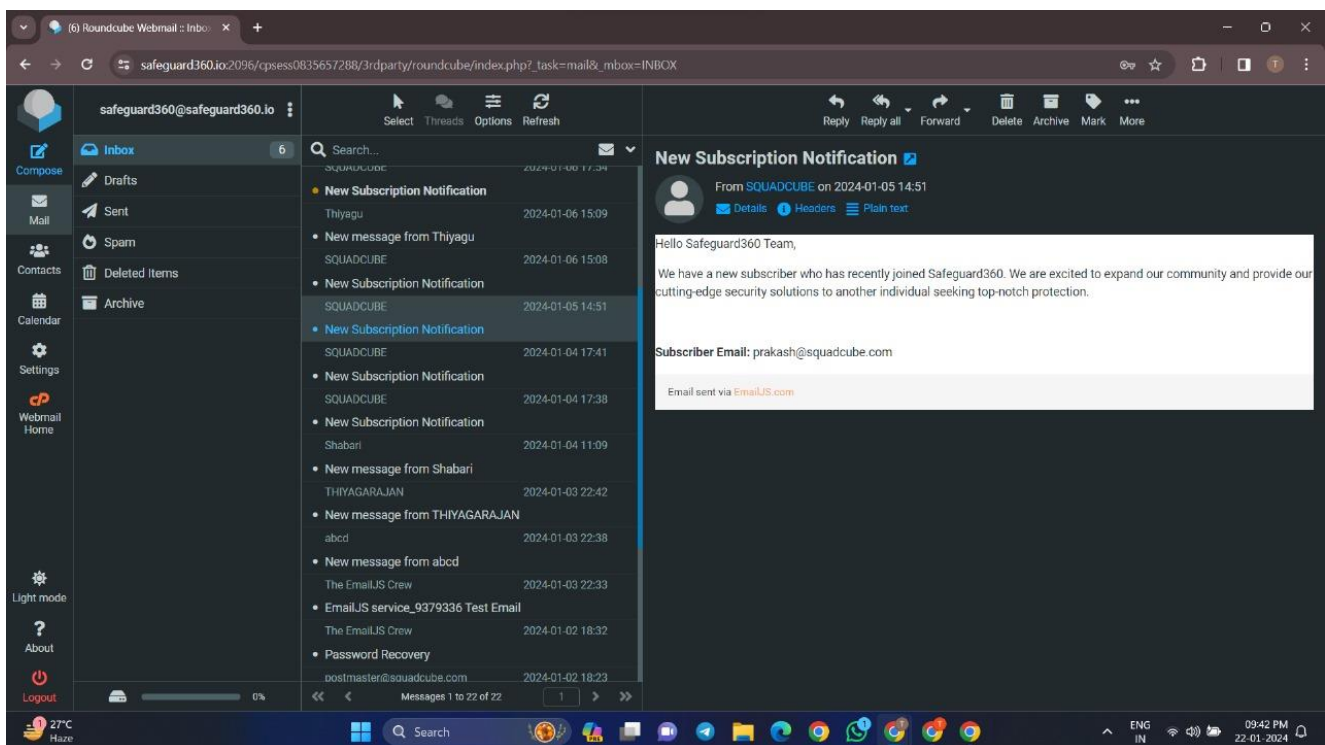 (6) Roundcube Webmail :: Inbo
safeguard360.io:2096/cpsess0835657288/3rdparty/roundcube/index.php?_task=mail&_mbox=INBOX
T
safeguard360@safeguard360.io
Select Threads Options Refresh
Reply Reply all Forward Delete Archive Mark More
Compose
Mail
Contacts
Calendar
Settings
cP
Webmail
Home
Light mode
?
About
Logout
Inbox 6
Drafts
Sent
Spam
Deleted Items
Archive
0%
Search...
SQUADCUBE 2024-01-06 17:54
New Subscription Notification
Thiyagu 2024-01-06 15:09
New message from Thiyagu
SQUADCUBE 2024-01-06 15:08
New Subscription Notification
SQUADCUBE 2024-01-05 14:51
New Subscription Notification
SQUADCUBE 2024-01-04 17:41
New Subscription Notification
SQUADCUBE 2024-01-04 17:38
New Subscription Notification
Shabari 2024-01-04 11:09
New message from Shabari
THIYAGARAJAN 2024-01-03 22:42
New message from THIYAGARAJAN
abcd 2024-01-03 22:38
New message from abcd
The EmailJS Crew 2024-01-03 22:33
EmailJS service_9379336 Test Email
The EmailJS Crew 2024-01-02 18:32
Password Recovery
postmaster@squadcube.com 2024-01-02 18:23
Messages 1 to 22 of 22 1
New Subscription Notification
From SQUADCUBE on 2024-01-05 14:51
Details Headers Plain text
Hello Safeguard360 Team,
We have a new subscriber who has recently joined Safeguard360. We are excited to expand our community and provide our
cutting-edge security solutions to another individual seeking top-notch protection.
Subscriber Email: prakash@squadcube.com
Email sent via EmailJS.com
1 27°C
Haze
Search
PRE
1
ENG
IN
09:42 PM
22-01-2024